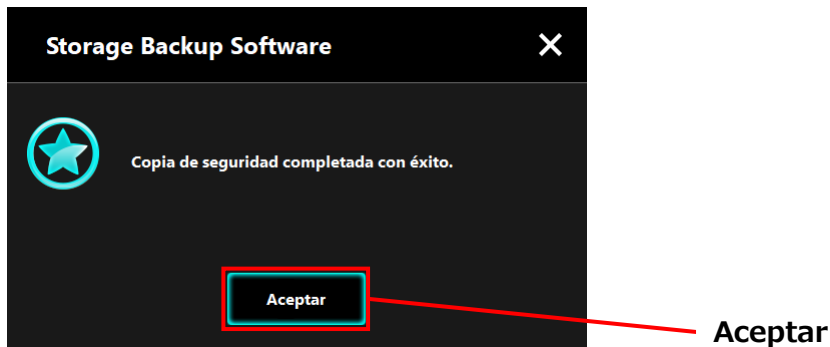 Storage Backup Software
Copia de seguridad completada con éxito.
Aceptar
Aceptar